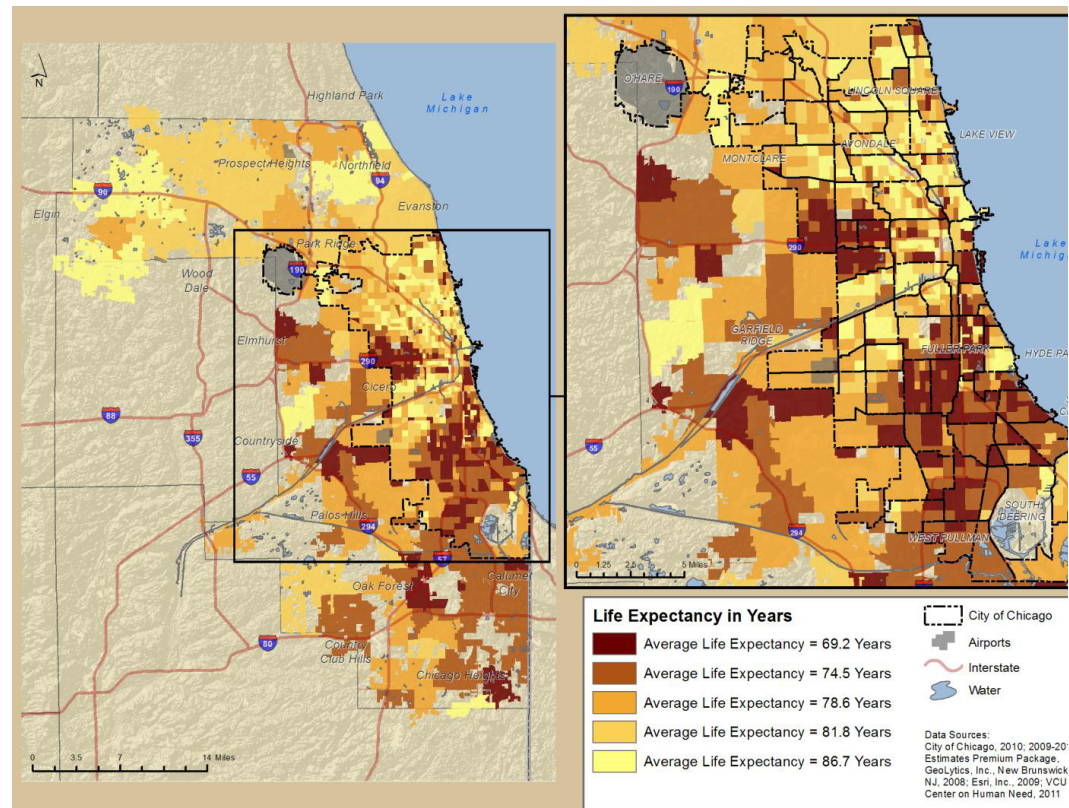 N
Highland Park
Lake
Michigan
Prospect Heights
Northfield
94
90
Elgin
Evanston
Park Ridge
190
Wood
Dale
Elmhurst
290
Cicero
88
355
Countryside
55
Palos Hills
294
57
Oak Forest
Calumet
City
80
Country
Club Hills
Chicago Heights
0 3.5 7 14 Miles
O'HARE
190
LINCOLN SQUARE
LAKE VIEW
AVONDALE
MONTCLARE
290
Lake
GARFIELD
RIDGE
FULLER PARK
HYDE PA
55
SOUTH
DEERING
WEST PULLMAN
294
0 1.25 2.5 5 Miles
Life Expectancy in Years
Average Life Expectancy = 69.2 Years
Average Life Expectancy = 74.5 Years
Average Life Expectancy = 78.6 Years
Average Life Expectancy = 81.8 Years
Average Life Expectancy = 86.7 Years
City of Chicago
Airports
Interstate
Water
Data Sources:
City of Chicago, 2010; 2009-201
Estimates Premium Package,
GeoLytics, Inc., New Brunswick
NJ, 2008; Esri, Inc., 2009; VCU
Center on Human Need, 2011